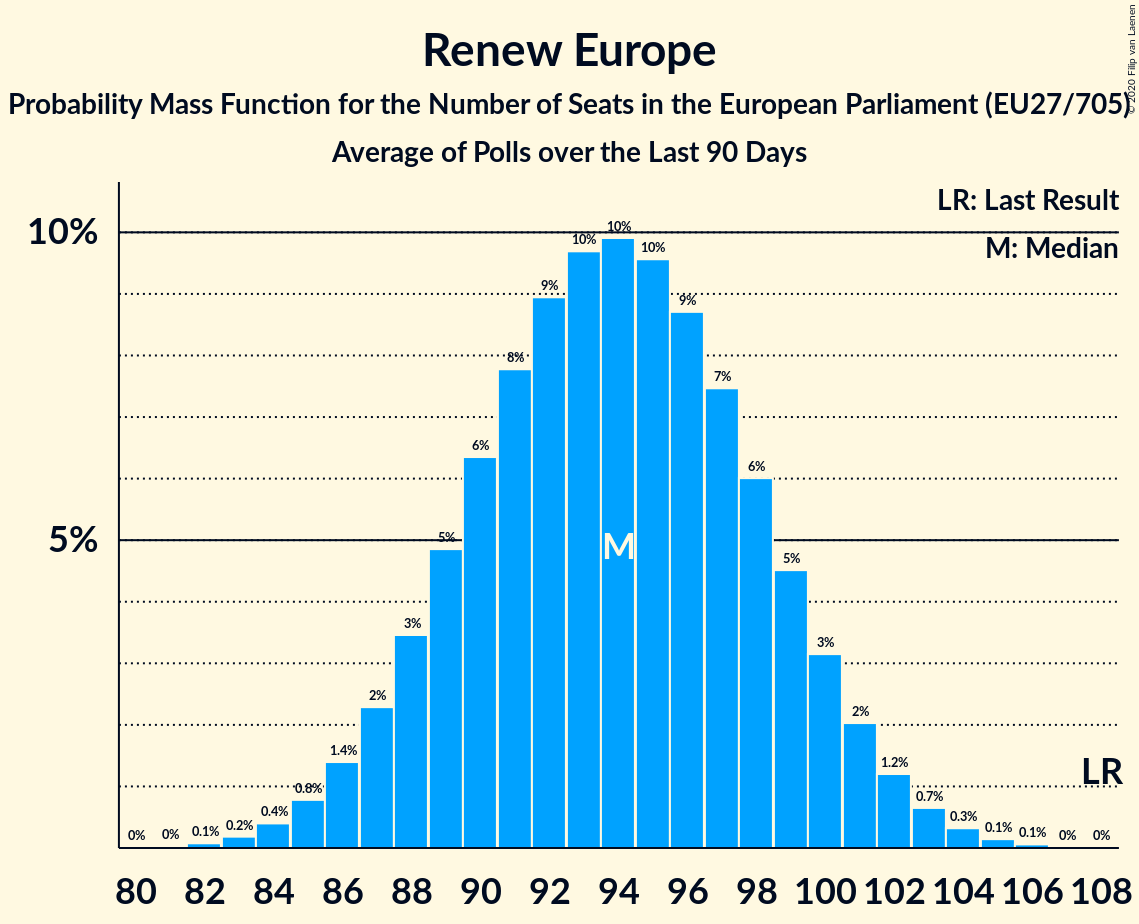 Renew Europe
Probability Mass Function for the Number of Seats in the European Parliament (EU27/705)
Average of Polls over the Last 90 Days
© 2020 Filip van Laenen
LR: Last Result
M: Median
10%
5%
0% 0% 0.1% 0.2% 0.4% 0.8% 1.4% 2% 3% 5% 6% 8% 9% 10% 10% 10% 9% 7% 6% 5% 3% 2% 1.2% 0.7% 0.3% 0.1% 0.1% 0% 0%
M
LR
80 82 84 86 88 90 92 94 96 98 100 102 104 106 108